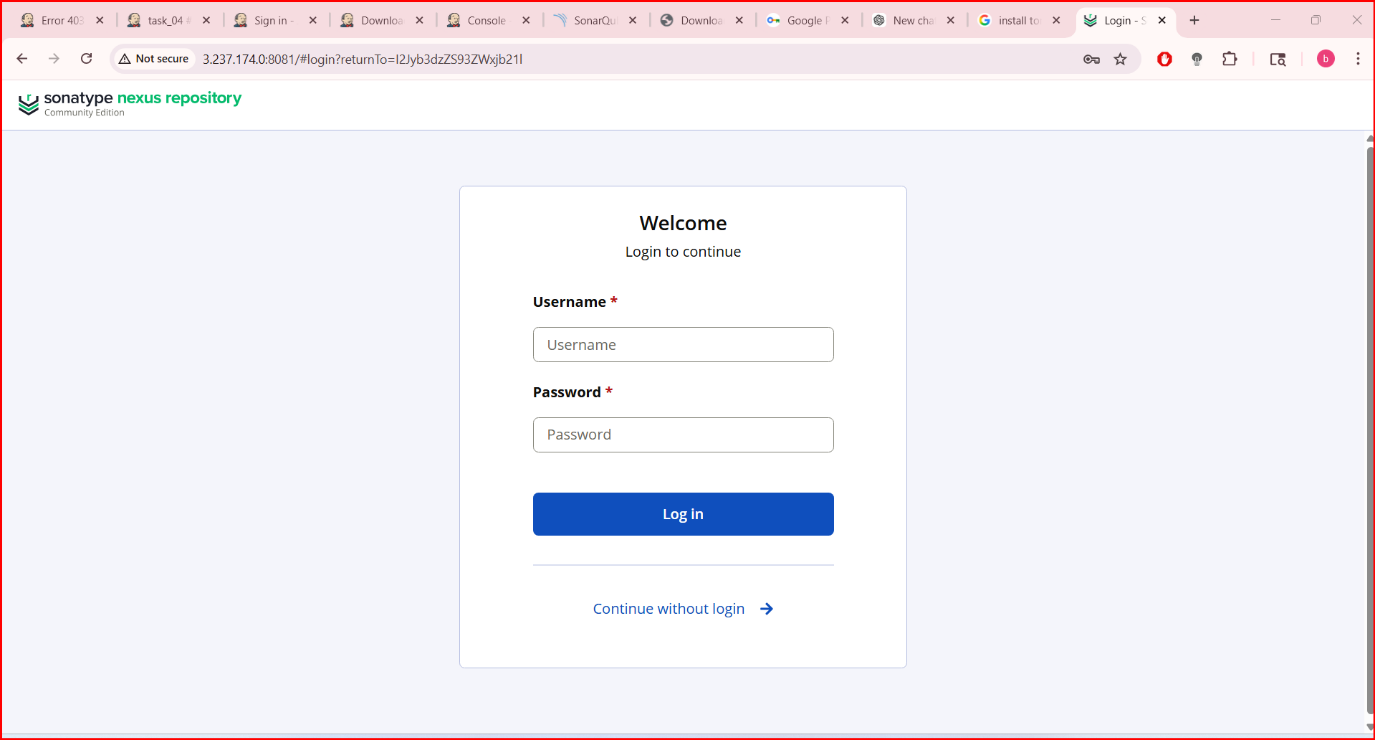 Error 403
task_04 #
Sign in -
Downloa
Console
SonarQu
Downloa
Google P
New cha
install to
Login - S
Not secure
3.237.174.0:8081/#login?returnTo=I2Jyb3dzZS93ZWxjb21l
b
sonatype nexus repository
Community Edition
Welcome
Login to continue
Username *
Username
Password *
Password
Log in
Continue without login